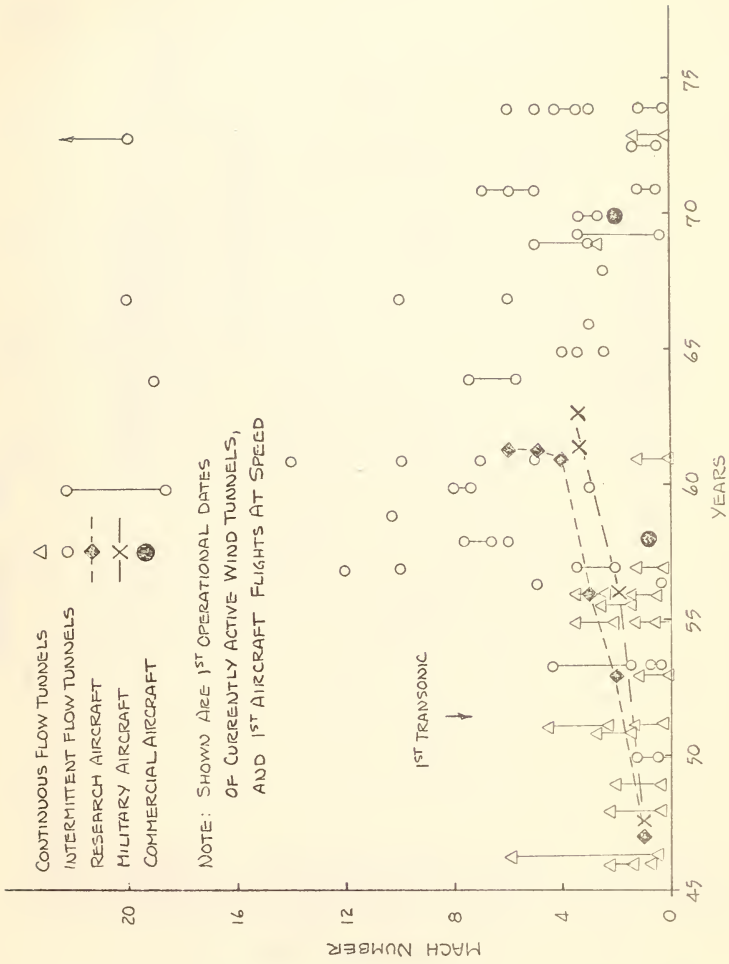 CONTINUOUS FLOW TUNNELS
INTERMITTENT FLOW TUNNELS
RESEARCH AIRCRAFT
MILITARY AIRCRAFT
COMMERCIAL AIRCRAFT
NOTE: SHOWN ARE 1ST OPERATIONAL DATES
OF CURRENTLY ACTIVE WIND TUNNELS,
AND 1ST AIRCRAFT FLIGHTS AT SPEED
1ST TRANSONIC
MACH NUMBER
20
16
12
8
4
0
45
50
55
60
65
70
75
YEARS